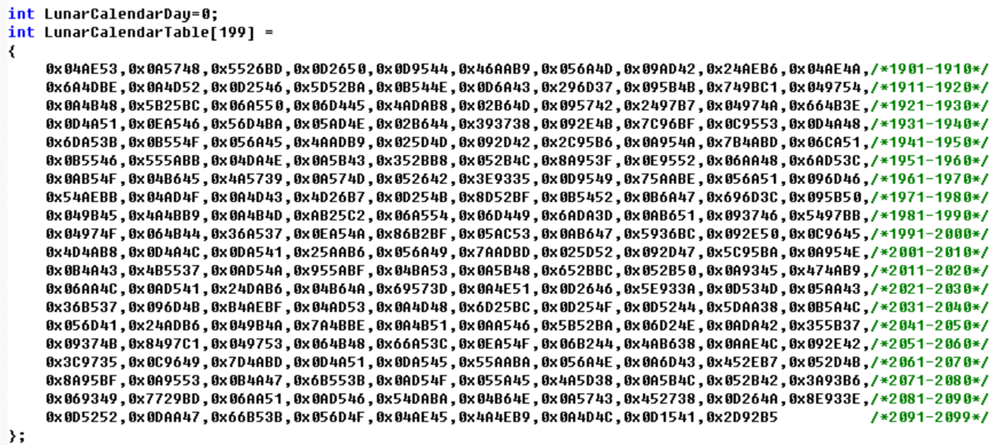 int LunarCalendarDay=0;
int LunarCalendarTable[199] =
{
0x04AE53,0x0A5748,0x5526BD,0x0D2650,0x0D9544,0x46AAB9,0x056A4D,0x09AD42,0x24AEB6,0x04AE4A,/*1901-1910*/
0x6A4DBE,0x0A4D52,0x0D2546,0x5D52BA,0x0B544E,0x0D6A43,0x296D37,0x095B4B,0x749BC1,0x049754,/*1911-1920*/
0x0A4B48,0x5B25BC,0x06A550,0x06D445,0x4ADAB8,0x02B64D,0x095742,0x2497B7,0x04974A,0x664B3E,/*1921-1930*/
0x0D4A51,0x0EA546,0x56D4BA,0x05AD4E,0x02B644,0x393738,0x092E4B,0x7C96BF,0x0C9553,0x0D4A48,/*1931-1940*/
0x6DA53B,0x0B554F,0x056A45,0x4AADB9,0x025D4D,0x092D42,0x2C95B6,0x0A954A,0x7B4ABD,0x06CA51,/*1941-1950*/
0x0B5546,0x555ABB,0x04DA4E,0x0A5B43,0x352BB8,0x052B4C,0x8A953F,0x0E9552,0x06AA48,0x6AD53C,/*1951-1960*/
0x0AB54F,0x04B645,0x4A5739,0x0A574D,0x052642,0x3E9335,0x0D9549,0x75AABE,0x056A51,0x096D46,/*1961-1970*/
0x54AEBB,0x04AD4F,0x0A4D43,0x4D26B7,0x0D254B,0x8D52BF,0x0B5452,0x0B6A47,0x696D3C,0x095B50,/*1971-1980*/
0x049B45,0x4A4BB9,0x0A4B4D,0xAB25C2,0x06A554,0x06D449,0x6ADA3D,0x0AB651,0x093746,0x5497BB,/*1981-1990*/
0x04974F,0x064B44,0x36A537,0x0EA54A,0x86B2BF,0x05AC53,0x0AB647,0x5936BC,0x092E50,0x0C9645,/*1991-2000*/
0x4D4AB8,0x0D4A4C,0x0DA541,0x25AAB6,0x056A49,0x7AADBD,0x025D52,0x092D47,0x5C95BA,0x0A954E,/*2001-2010*/
0x0B4A43,0x4B5537,0x0AD54A,0x955ABF,0x04BA53,0x0A5B48,0x652BBC,0x052B50,0x0A9345,0x474AB9,/*2011-2020*/
0x06AA4C,0x0AD541,0x24DAB6,0x04B64A,0x69573D,0x0A4E51,0x0D2646,0x5E933A,0x0D534D,0x05AA43,/*2021-2030*/
0x36B537,0x096D4B,0xB4AEBF,0x04AD53,0x0A4D48,0x6D25BC,0x0D254F,0x0D5244,0x5DAA38,0x0B5A4C,/*2031-2040*/
0x056D41,0x24ADB6,0x049B4A,0x7A4BBE,0x0A4B51,0x0AA546,0x5B52BA,0x06D24E,0x0ADA42,0x355B37,/*2041-2050*/
0x09374B,0x8497C1,0x049753,0x064B48,0x66A53C,0x0EA54F,0x06B244,0x4AB638,0x0AAE4C,0x092E42,/*2051-2060*/
0x3C9735,0x0C9649,0x7D4ABD,0x0D4A51,0x0DA545,0x55AABA,0x056A4E,0x0A6D43,0x452EB7,0x052D4B,/*2061-2070*/
0x8A95BF,0x0A9553,0x0B4A47,0x6B553B,0x0AD54F,0x055A45,0x4A5D38,0x0A5B4C,0x052B42,0x3A93B6,/*2071-2080*/
0x069349,0x7729BD,0x06AA51,0x0AD546,0x54DABA,0x04B64E,0x0A5743,0x452738,0x0D264A,0x8E933E,/*2081-2090*/
0x0D5252,0x0DAA47,0x66B53B,0x056D4F,0x04AE45,0x4A4EB9,0x0A4D4C,0x0D1541,0x2D92B5 /*2091-2099*/
};